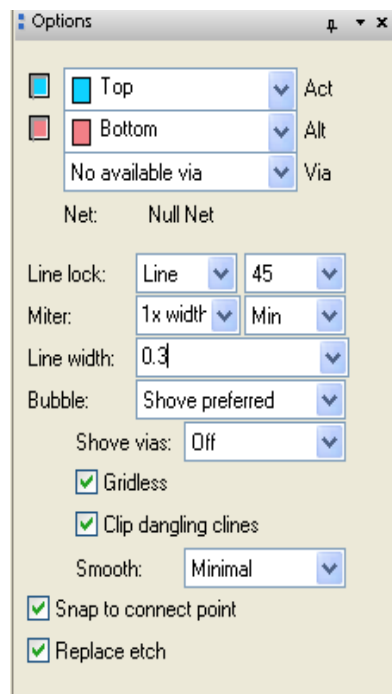 Options
Top Act
Bottom Alt
No available via Via
Net: Null Net
Line lock: Line 45
Miter: 1x width Min
Line width: 0.3
Bubble: Shove preferred
Shove vias: Off
Gridless
Clip dangling clines
Smooth: Minimal
Snap to connect point
Replace etch